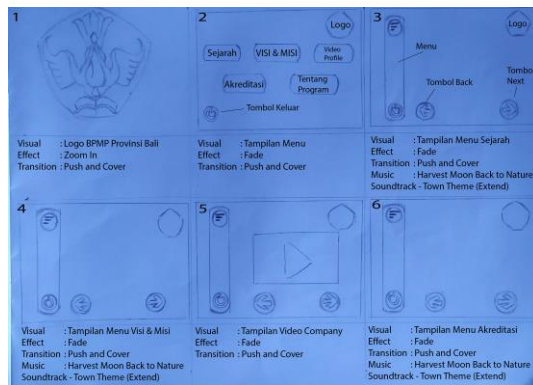 1
Visual : Logo BPMP Provinsi Bali
Effect : Zoom In
Transition : Push and Cover
2
Logo
Sejarah
VISI & MISI
Video
Profile
Akreditasi
Tentang
Program
Tombol Keluar
Visual : Tampilan Menu
Effect : Fade
Transition : Push and Cover
3
Logo
Menu
Tombol Back
Tombo
Next
Visual : Tampilan Menu Sejarah
Effect : Fade
Transition : Push and Cover
Music : Harvest Moon Back to Nature
Soundtrack - Town Theme (Extend)
4
Visual : Tampilan Menu Visi & Misi
Effect : Fade
Transition : Push and Cover
Music : Harvest Moon Back to Nature
Soundtrack - Town Theme (Extend)
5
Visual : Tampilan Video Company
Effect : Fade
Transition : Push and Cover
6
Visual : Tampilan Menu Akreditasi
Effect : Fade
Transition : Push and Cover
Music : Harvest Moon Back to Nature
Soundtrack - Town Theme (Extend)